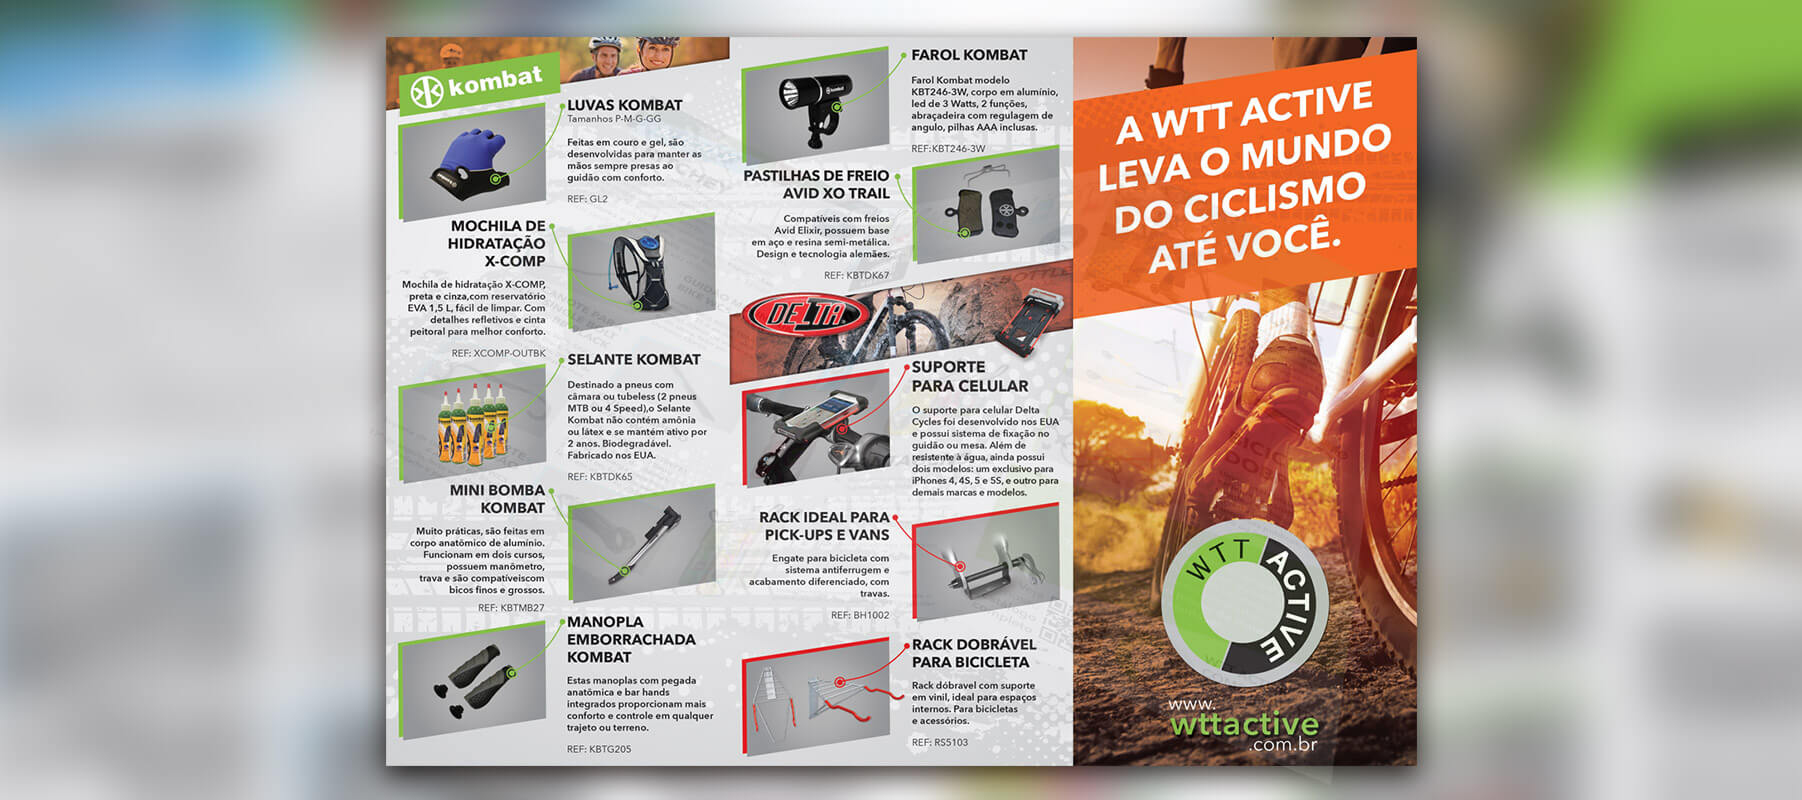 kombat
LUVAS KOMBAT
Tamanhos P-M-G-GG
Feitas em couro e gel, são
desenvolvidas para manter as
mãos sempre presas ao
guidão com conforto.
REF: GL2
MOCHILA DE
HIDRATAÇÃO
X-COMP
Mochila de hidratação X-COMP,
preta e cinza,com reservatório
EVA 1,5 L, fácil de limpar. Com
detalhes refletivos e cinta
peitoral para melhor conforto.
REF: XCOMP-OUTBK
SELANTE KOMBAT
Destinado a pneus com
câmara ou tubeless (2 pneus
MTB ou 4 Speed),o Selante
Kombat não contém amônia
ou látex e se mantém ativo por
2 anos. Biodegradável.
Fabricado nos EUA.
REF: KBTDK65
MINI BOMBA
KOMBAT
Muito práticas, são feitas em
corpo anatômico de alumínio.
Funcionam em dois cursos,
possuem manômetro,
trava e são compatíveiscom
bicos finos e grossos.
REF: KBTMB27
MANOPLA
EMBORRACHADA
KOMBAT
Estas manoplas com pegada
anatômica e bar hands
integrados proporcionam mais
conforto e controle em qualquer
trajeto ou terreno.
REF: KBTG205
FAROL KOMBAT
Farol Kombat modelo
KBT246-3W, corpo em alumínio,
led de 3 Watts, 2 funções,
abraçadeira com regulagem de
angulo, pilhas AAA inclusas.
REF:KBT246-3W
PASTILHAS DE FREIO
AVID XO TRAIL
Compatíveis com freios
Avid Elixir, possuem base
em aço e resina semi-metálica.
Design e tecnologia alemães.
REF: KBTDK67
DELTA
SUPORTE
PARA CELULAR
O suporte para celular Delta
Cycles foi desenvolvido nos EUA
e possui sistema de fixação no
guidão ou mesa. Além de
resistente à água, ainda possui
dois modelos: um exclusivo para
iPhones 4, 4S, 5 e 5S, e outro para
demais marcas e modelos.
RACK IDEAL PARA
PICK-UPS E VANS
Engate para bicicleta com
sistema antiferrugem e
acabamento diferenciado, com
travas.
REF: BH1002
RACK DOBRÁVEL
PARA BICICLETA
Rack dóbravel com suporte
em vinil, ideal para espaços
internos. Para bicicletas
e acessórios.
REF: RS5103
A WTT ACTIVE
LEVA O MUNDO
DO CICLISMO
ATÉ VOCÊ.
WTT ACTIVE
www.
wttactive
.com.br